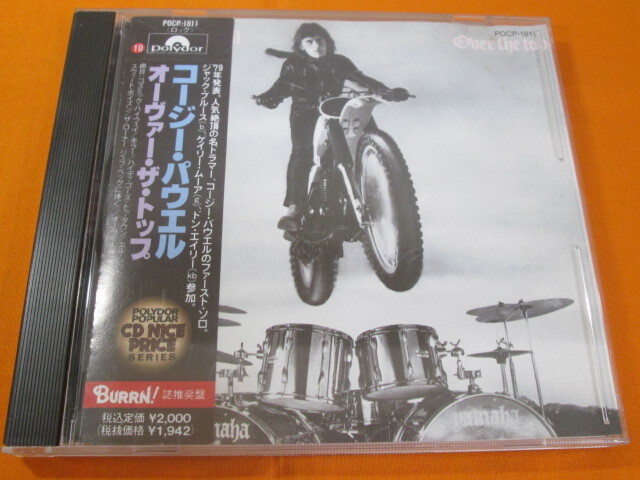 POCP-1811
(ロック)
10
polydor
コージー・パウエル
オーヴァー・ザ・トップ
'79年発表。人気絶頂の名ドラマー、コージー・パウエルのファースト・ソロ。
ジャック・ブルース(b)、ゲイリー・ムーア(g)、ドン・エイリー(kb)参加。
POLYDOR
POPULAR
CD NICE
PRICE
SERIES
BURRN! 誌推奨盤
税込定価 ¥2,000
(税抜価格 ¥1,942)
POCP-1811
Over the top
yamaha
yamaha